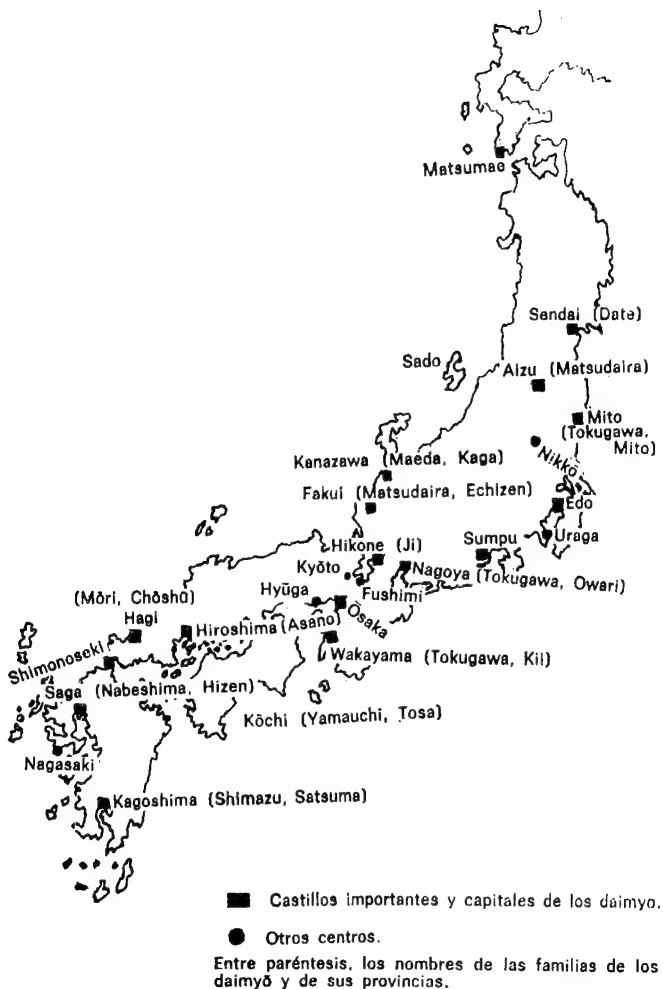 Matsumae
Sendai (Date)
Sado
Aizu (Matsudaira)
Mito
(Tokugawa,
Mito)
Nikkō
Kanazawa (Maeda, Kaga)
Fakui (Matsudaira, Echizen)
Edo
Hikone (Ji)
Sumpu
Uraga
Kyōto
Nagoya (Tokugawa, Owari)
Fushimi
Hyūga
Ōsaka
(Mōri, Chōshū)
Hagi
Hiroshima (Asano)
Shimonoseki
Wakayama (Tokugawa, Kii)
Saga (Nabeshima, Hizen)
Kōchi (Yamauchi, Tosa)
Nagasaki
Kagoshima (Shimazu, Satsuma)
Castillos importantes y capitales de los daimyo.
Otros centros.
Entre paréntesis, los nombres de las familias de los
daimyō y de sus provincias.